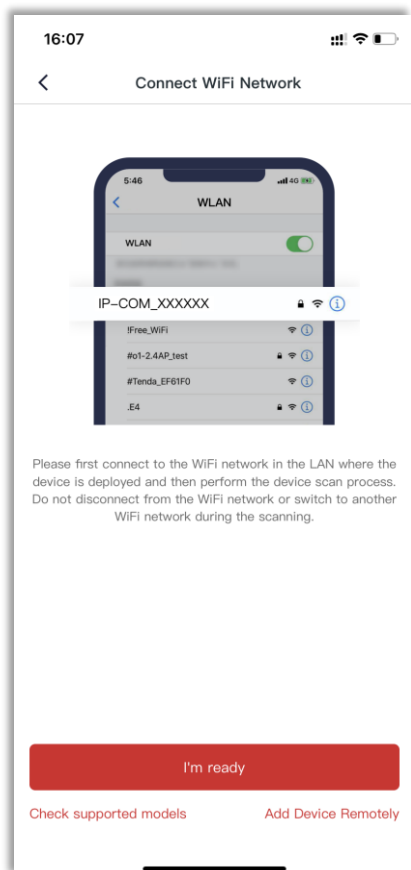 16:07
Connect WiFi Network
5:46
4G
WLAN
WLAN
IP-COM_XXXXXX
!Free_WiFi
#o1-2.4AP_test
#Tenda_EF61F0
.E4
Please first connect to the WiFi network in the LAN where the
device is deployed and then perform the device scan process.
Do not disconnect from the WiFi network or switch to another
WiFi network during the scanning.
I'm ready
Check supported models
Add Device Remotely